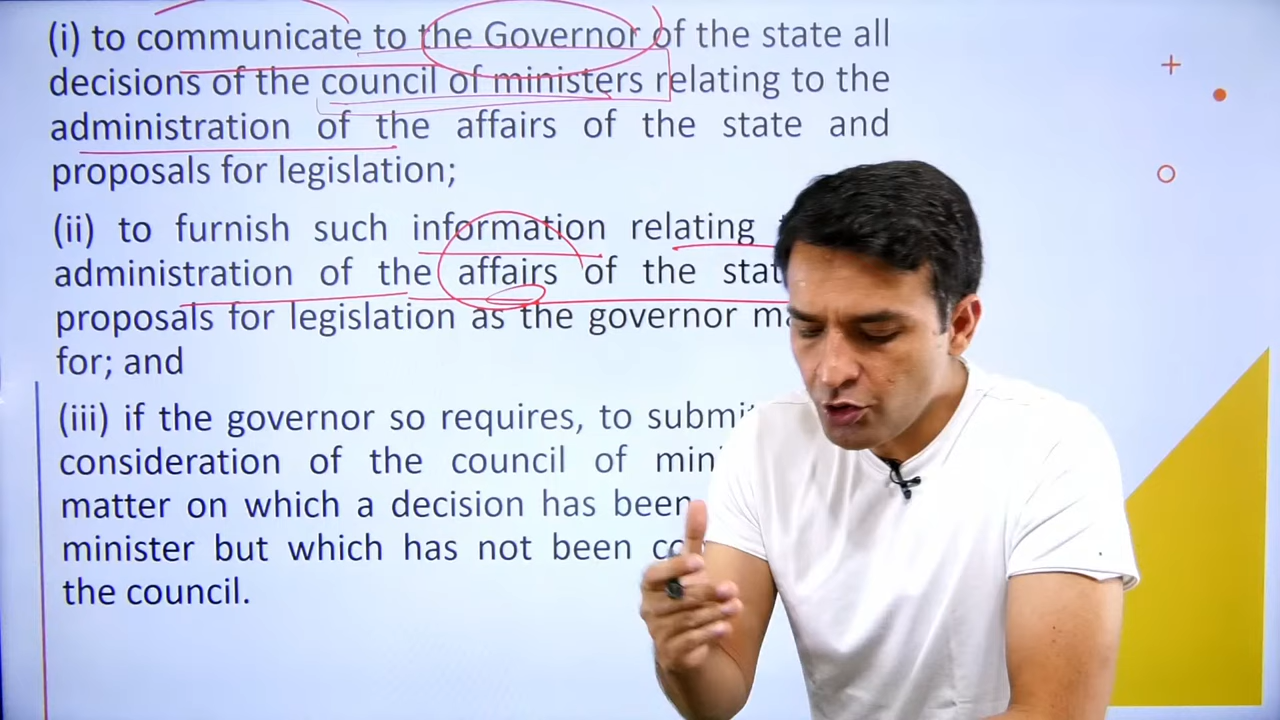 (i) to communicate to the Governor of the state all
decisions of the council of ministers relating to the
administration of the affairs of the state and
proposals for legislation;
(ii) to furnish such information relating
administration of the affairs of the
proposals for legislation as the governor
for; and
(iii) if the governor so requires, to
consideration of the council of
matter on which a decision has been
minister but which has not been
the council.